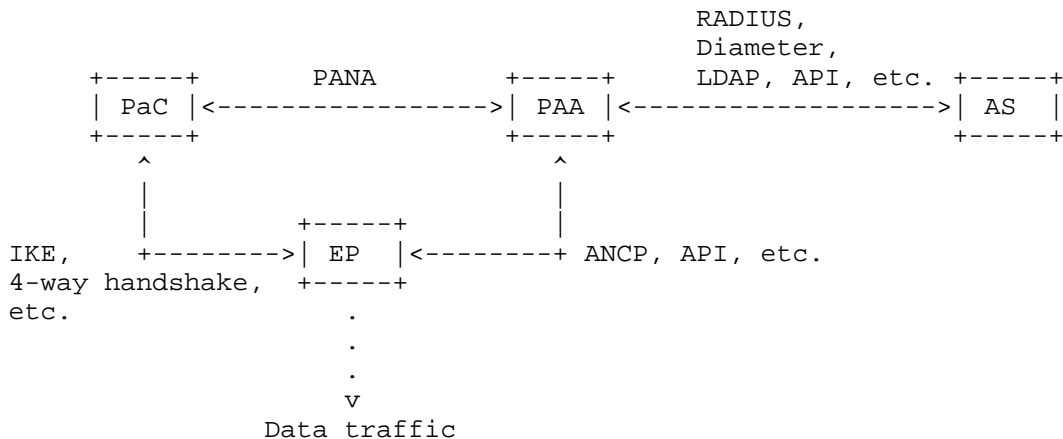 RADIUS,
Diameter,
PANA LDAP, API, etc.
PaC PAA AS
IKE, EP ANCP, API, etc.
4-way handshake,
etc.
Data traffic